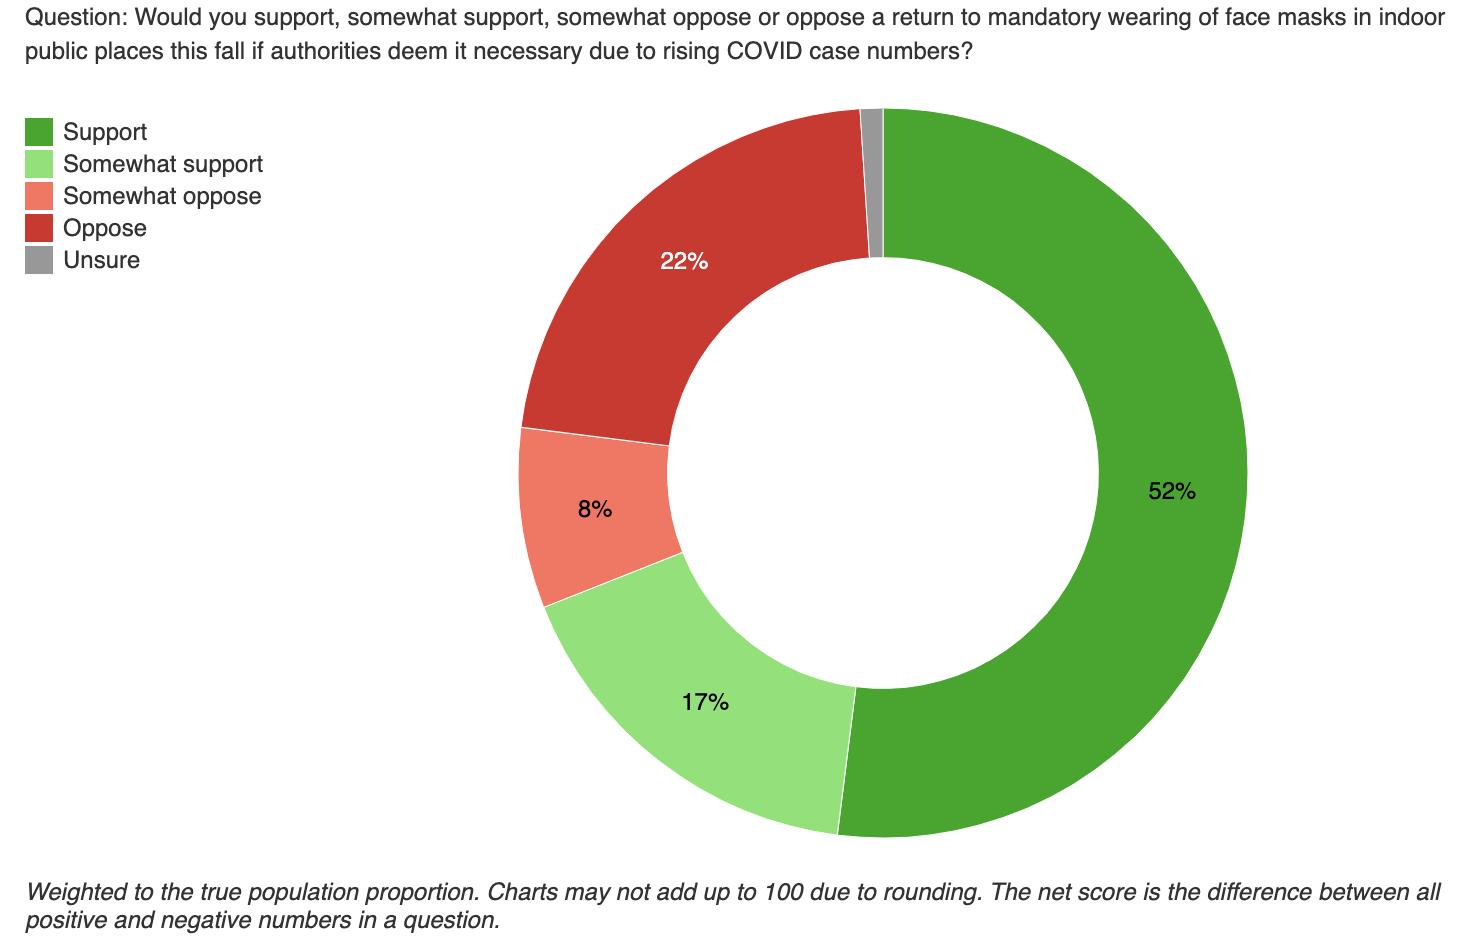 Question: Would you support, somewhat support, somewhat oppose or oppose a return to mandatory wearing of face masks in indoor
public places this fall if authorities deem it necessary due to rising COVID case numbers?
Support
Somewhat support
Somewhat oppose
Oppose
Unsure
22%
52%
8%
17%
Weighted to the true population proportion. Charts may not add up to 100 due to rounding. The net score is the difference between all
positive and negative numbers in a question.